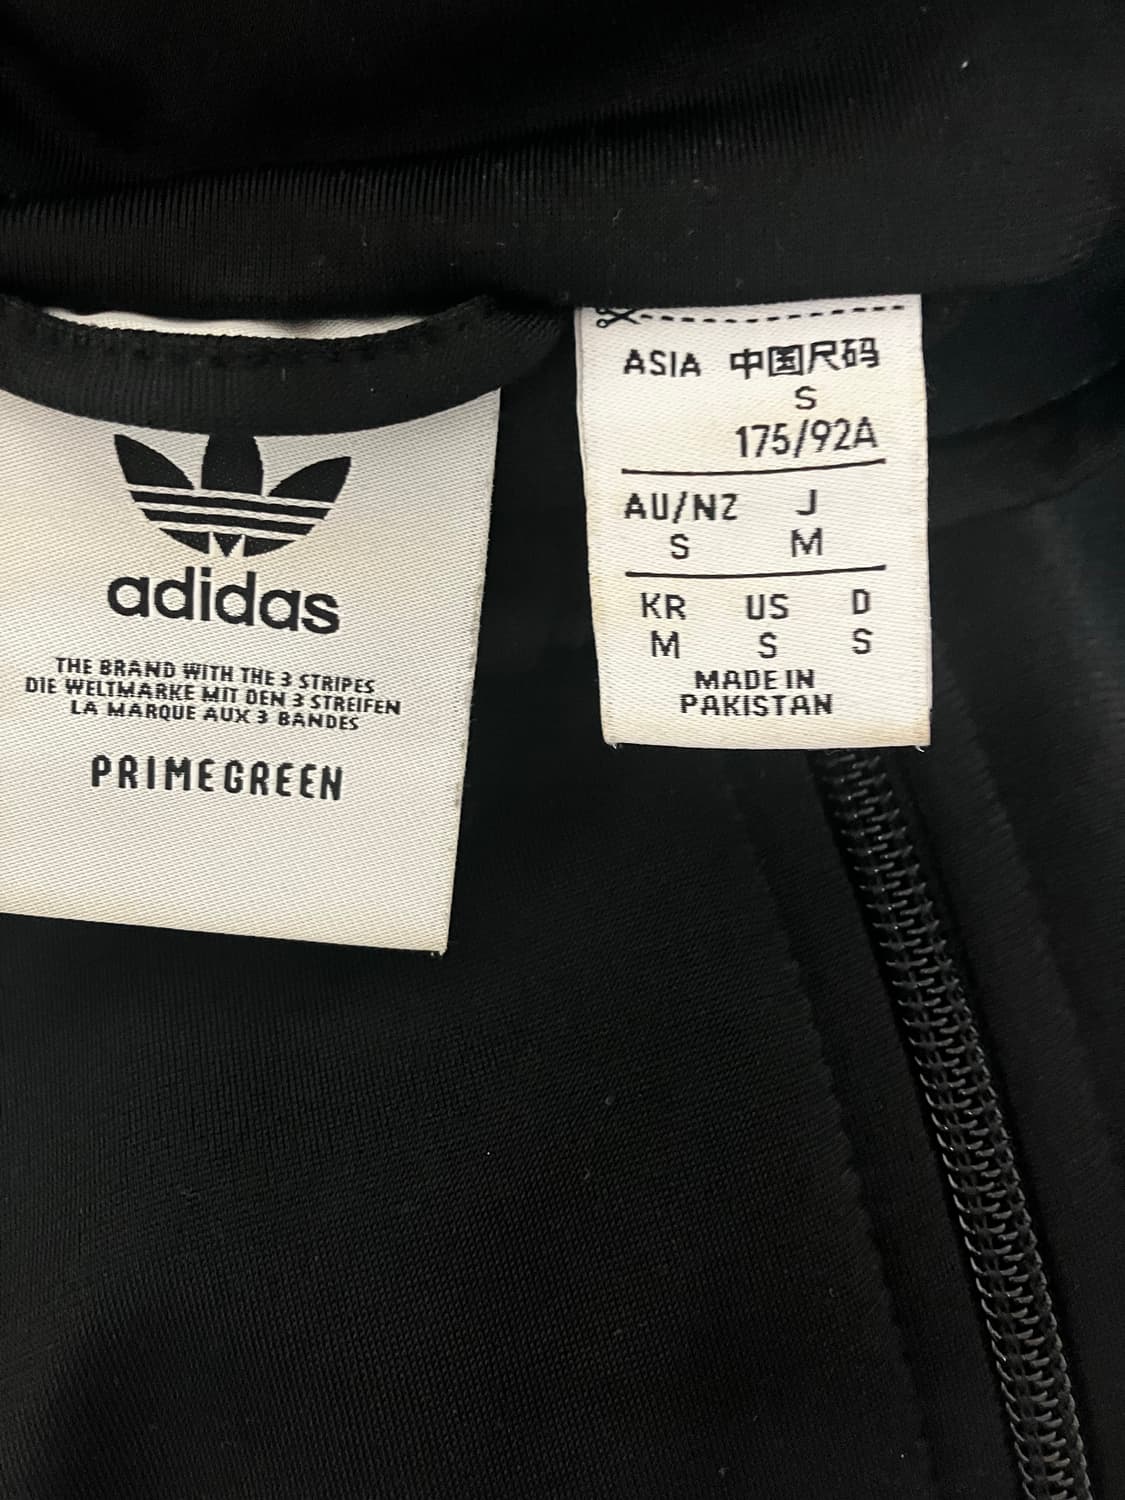 adidas
THE BRAND WITH THE 3 STRIPES
DIE WELTMARKE MIT DEN 3 STREIFEN
LA MARQUE AUX 3 BANDES
PRIMEGREEN
ASIA 中国尺码
S
175/92A
AU/NZ J
S M
KR US D
M S S
MADE IN
PAKISTAN